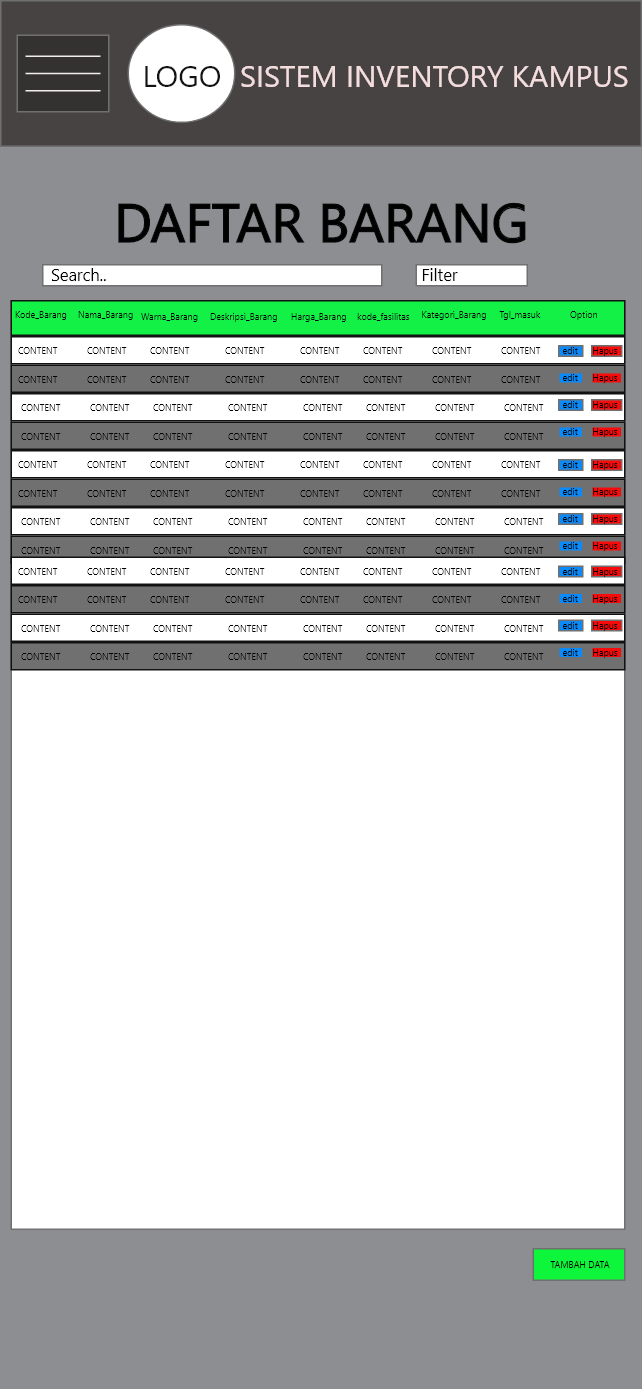 LOGO SISTEM INVENTORY KAMPUS
DAFTAR BARANG
Search.. Filter
Kode_Barang Nama_Barang Warna_Barang Deskripsi_Barang Harga_Barang kode_fasilitas Kategori_Barang Tgl_masuk Option
CONTENT CONTENT CONTENT CONTENT CONTENT CONTENT CONTENT CONTENT edit Hapus
CONTENT CONTENT CONTENT CONTENT CONTENT CONTENT CONTENT CONTENT edit Hapus
CONTENT CONTENT CONTENT CONTENT CONTENT CONTENT CONTENT CONTENT edit Hapus
CONTENT CONTENT CONTENT CONTENT CONTENT CONTENT CONTENT CONTENT edit Hapus
CONTENT CONTENT CONTENT CONTENT CONTENT CONTENT CONTENT CONTENT edit Hapus
CONTENT CONTENT CONTENT CONTENT CONTENT CONTENT CONTENT CONTENT edit Hapus
CONTENT CONTENT CONTENT CONTENT CONTENT CONTENT CONTENT CONTENT edit Hapus
CONTENT CONTENT CONTENT CONTENT CONTENT CONTENT CONTENT CONTENT edit Hapus
CONTENT CONTENT CONTENT CONTENT CONTENT CONTENT CONTENT CONTENT edit Hapus
CONTENT CONTENT CONTENT CONTENT CONTENT CONTENT CONTENT CONTENT edit Hapus
CONTENT CONTENT CONTENT CONTENT CONTENT CONTENT CONTENT CONTENT edit Hapus
CONTENT CONTENT CONTENT CONTENT CONTENT CONTENT CONTENT CONTENT edit Hapus
TAMBAH DATA